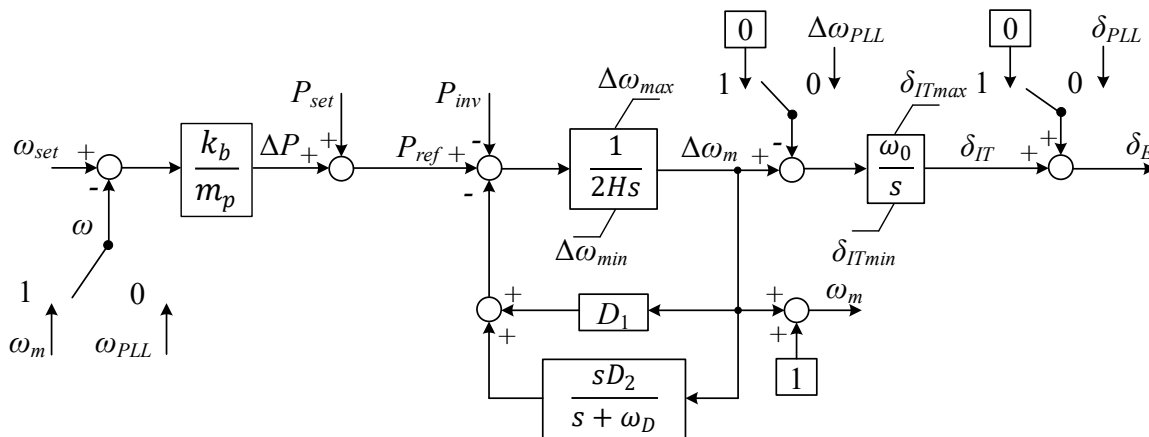 0
Δω_PLL
0
δ_PLL
1
0
1
0
P_set
P_inv
Δω_max
δ_ITmax
ω_set
+
-
k_b
m_p
ΔP
+
+
P_ref
+
-
-
1
2Hs
Δω_m
+
-
ω_0
s
δ_IT
+
+
δ_E
ω
Δω_min
δ_ITmin
1
0
ω_m
ω_PLL
+
+
D_1
+
+
ω_m
1
sD_2
s + ω_D